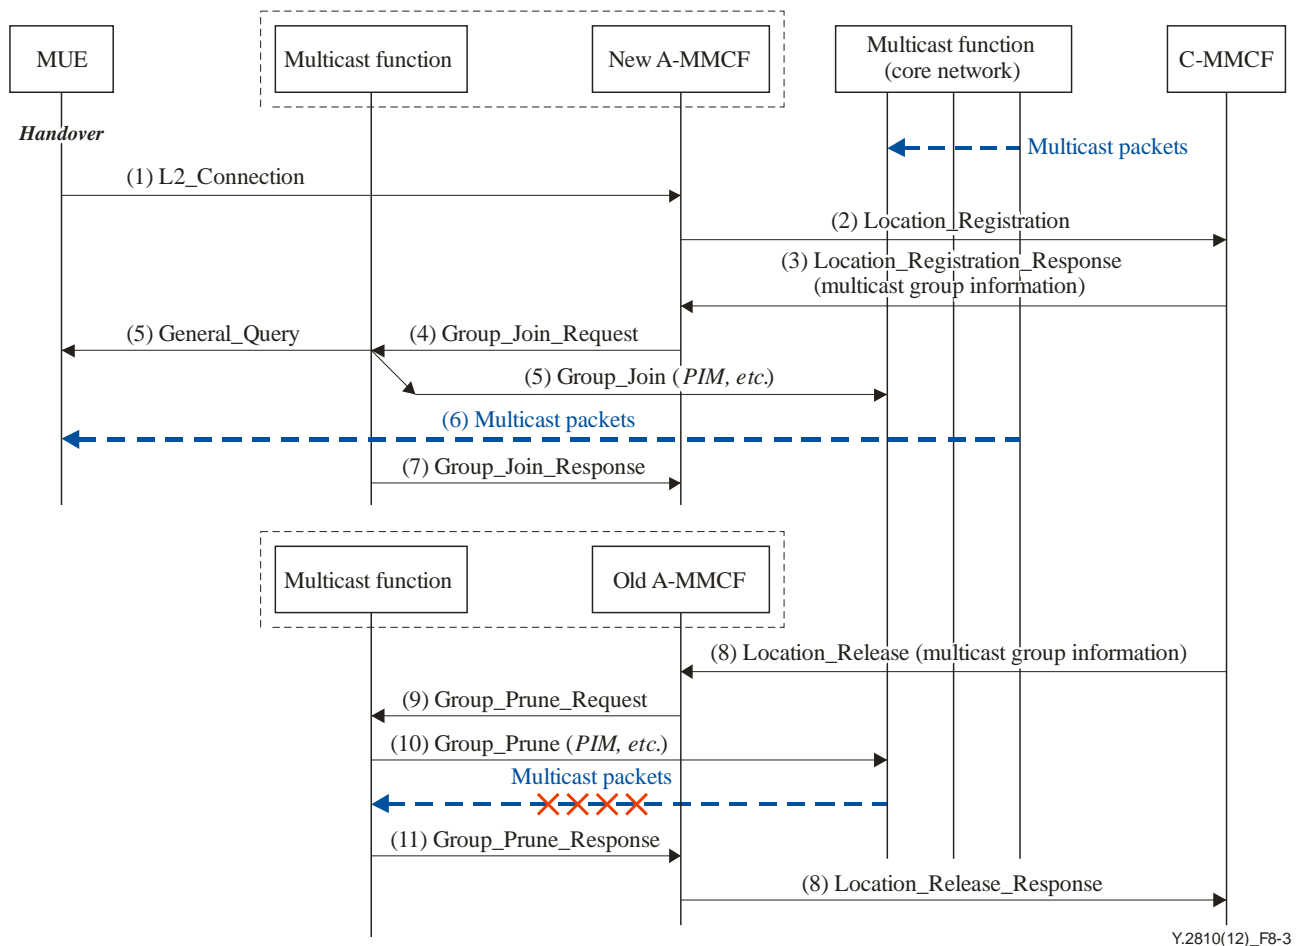 MUE
Multicast function
New A-MMCF
Multicast function
(core network)
C-MMCF
Handover
Multicast packets
(1) L2_Connection
(2) Location_Registration
(3) Location_Registration_Response
(multicast group information)
(5) General_Query
(4) Group_Join_Request
(5) Group_Join (PIM, etc.)
(6) Multicast packets
(7) Group_Join_Response
Multicast function
Old A-MMCF
(8) Location_Release (multicast group information)
(9) Group_Prune_Request
(10) Group_Prune (PIM, etc.)
Multicast packets
(11) Group_Prune_Response
(8) Location_Release_Response
Y.2810(12)_F8-3